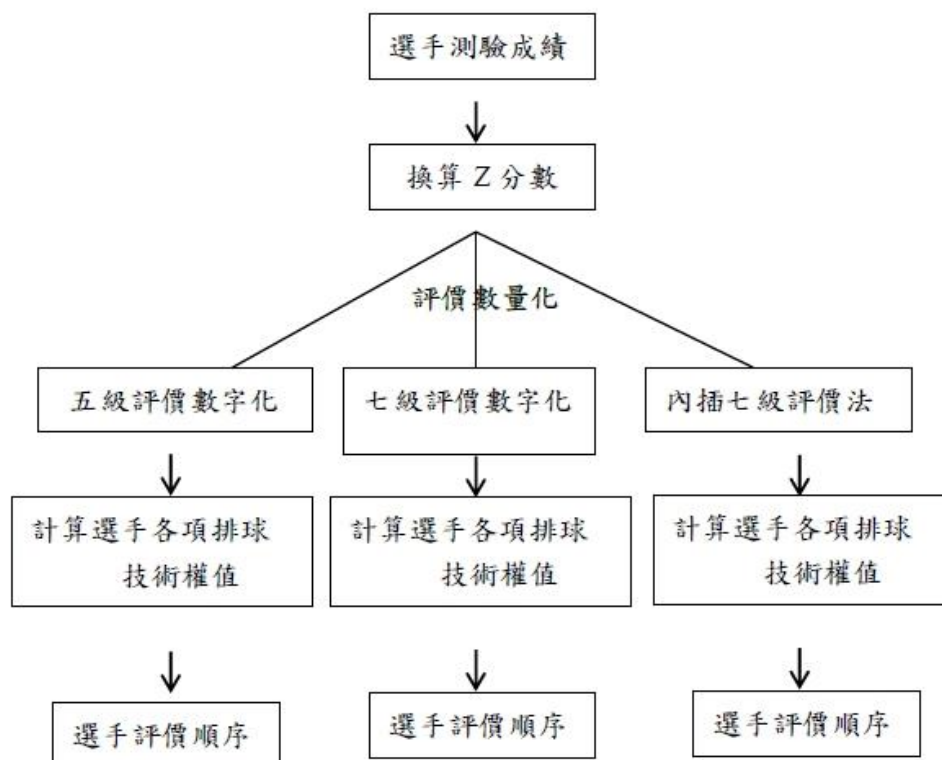 選手測驗成績
換算Z分數
評價數量化
五級評價數字化
七級評價數字化
內插七級評價法
計算選手各項排球
技術權值
計算選手各項排球
技術權值
計算選手各項排球
技術權值
選手評價順序
選手評價順序
選手評價順序